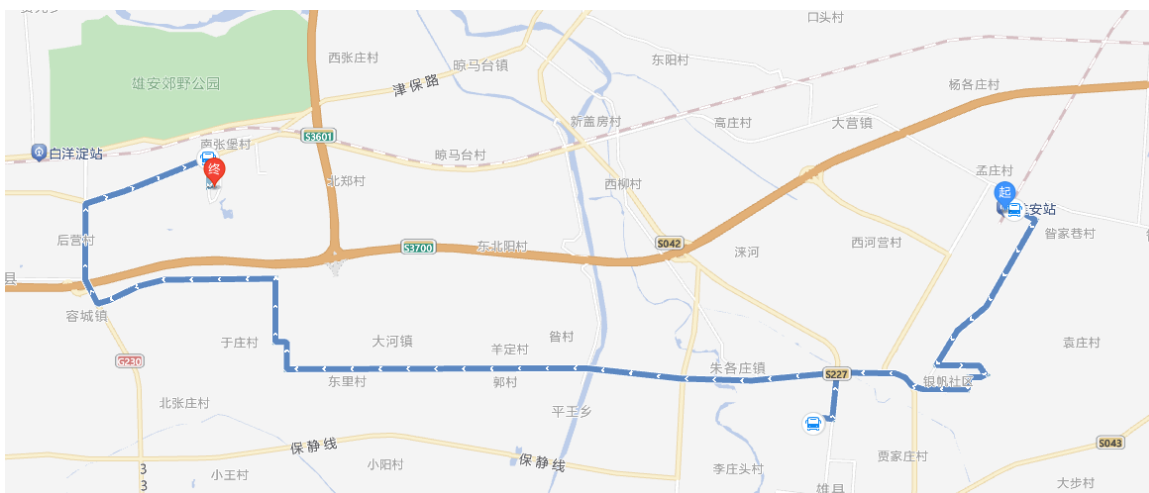 口头村
西张庄村
晾马台镇
东阳村
雄安郊野公园
津保路
杨各庄村
新盖房村
高庄村
大营镇
S3601
南张堡村
白洋淀站
晾马台村
终
北郑村
西柳村
孟庄村
起
安站
后营村
东北阳村
S3700
S042
涞河
西河营村
昝家巷村
县
容城镇
于庄村
大河镇
昝村
羊定村
袁庄村
G230
东里村
郭村
朱各庄镇
S227
银帆社区
北张庄村
平王乡
保静线
S043
小王村
小阳村
保静线
李庄头村
贾家庄村
大步村
33
雄县